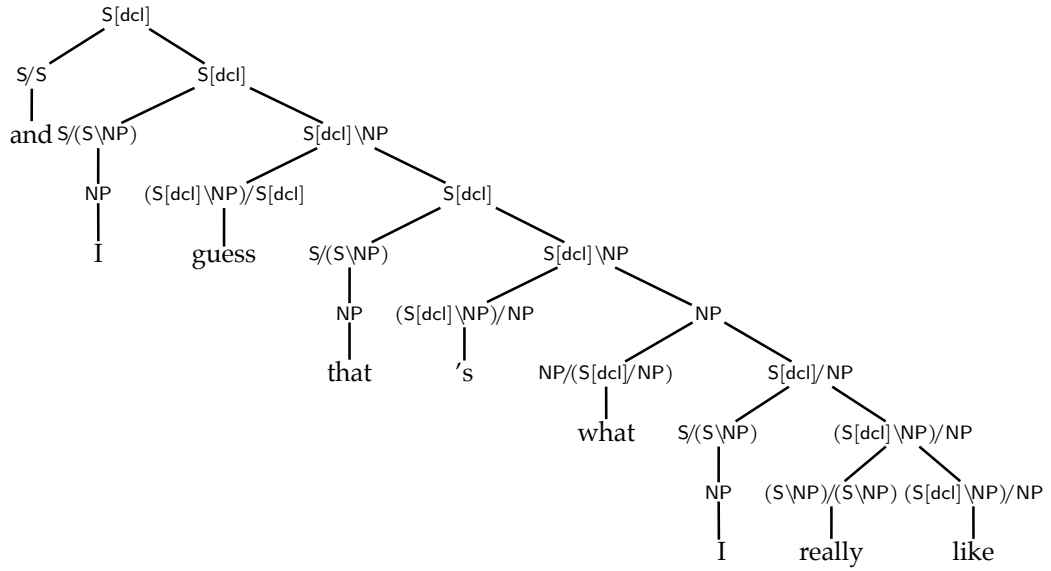 S[dcl]
S/S S[dcl]
and S/(S\NP) S[dcl]\NP
NP (S[dcl]\NP)/S[dcl] S[dcl]
I guess S/(S\NP) S[dcl]\NP
NP (S[dcl]\NP)/NP NP
that 's NP/(S[dcl]/NP) S[dcl]/NP
what S/(S\NP) (S[dcl]\NP)/NP
NP (S\NP)/(S\NP) (S[dcl]\NP)/NP
I really like